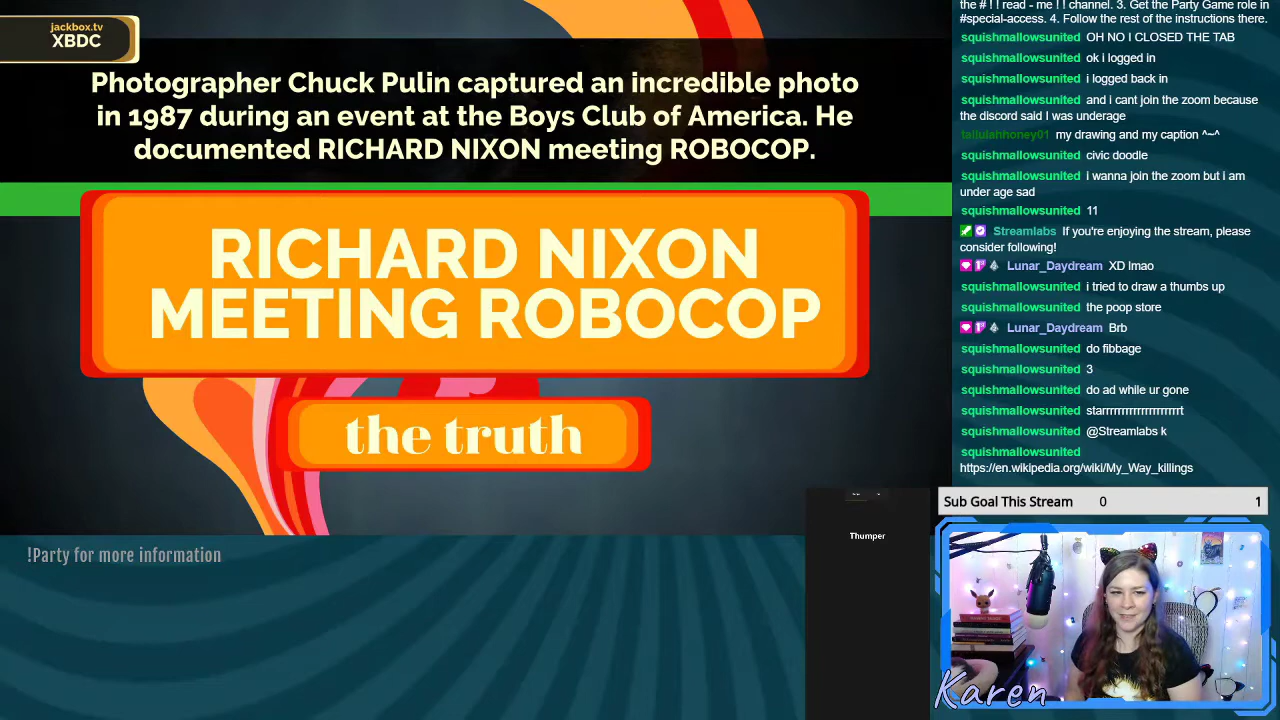 jackbox.tv
XBDC
Photographer Chuck Pulin captured an incredible photo
in 1987 during an event at the Boys Club of America. He
documented RICHARD NIXON meeting ROBOCOP.
RICHARD NIXON
MEETING ROBOCOP
the truth
!Party for more information
Thumper
the # ! ! read - me ! ! channel. 3. Get the Party Game role in
#special-access. 4. Follow the rest of the instructions there.
squishmallowsunited OH NO I CLOSED THE TAB
squishmallowsunited ok i logged in
squishmallowsunited i logged back in
squishmallowsunited and i cant join the zoom because
the discord said I was underage
tallulahhoney01 my drawing and my caption ^~^
squishmallowsunited civic doodle
squishmallowsunited i wanna join the zoom but i am
under age sad
squishmallowsunited 11
Streamlabs If you're enjoying the stream, please
consider following!
Lunar_Daydream XD lmao
squishmallowsunited i tried to draw a thumbs up
squishmallowsunited the poop store
Lunar_Daydream Brb
squishmallowsunited do fibbage
squishmallowsunited 3
squishmallowsunited do ad while ur gone
squishmallowsunited starrrrrrrrrrrrrrrrrrrt
squishmallowsunited @Streamlabs k
squishmallowsunited
https://en.wikipedia.org/wiki/My_Way_killings
Sub Goal This Stream 0 1
Karen